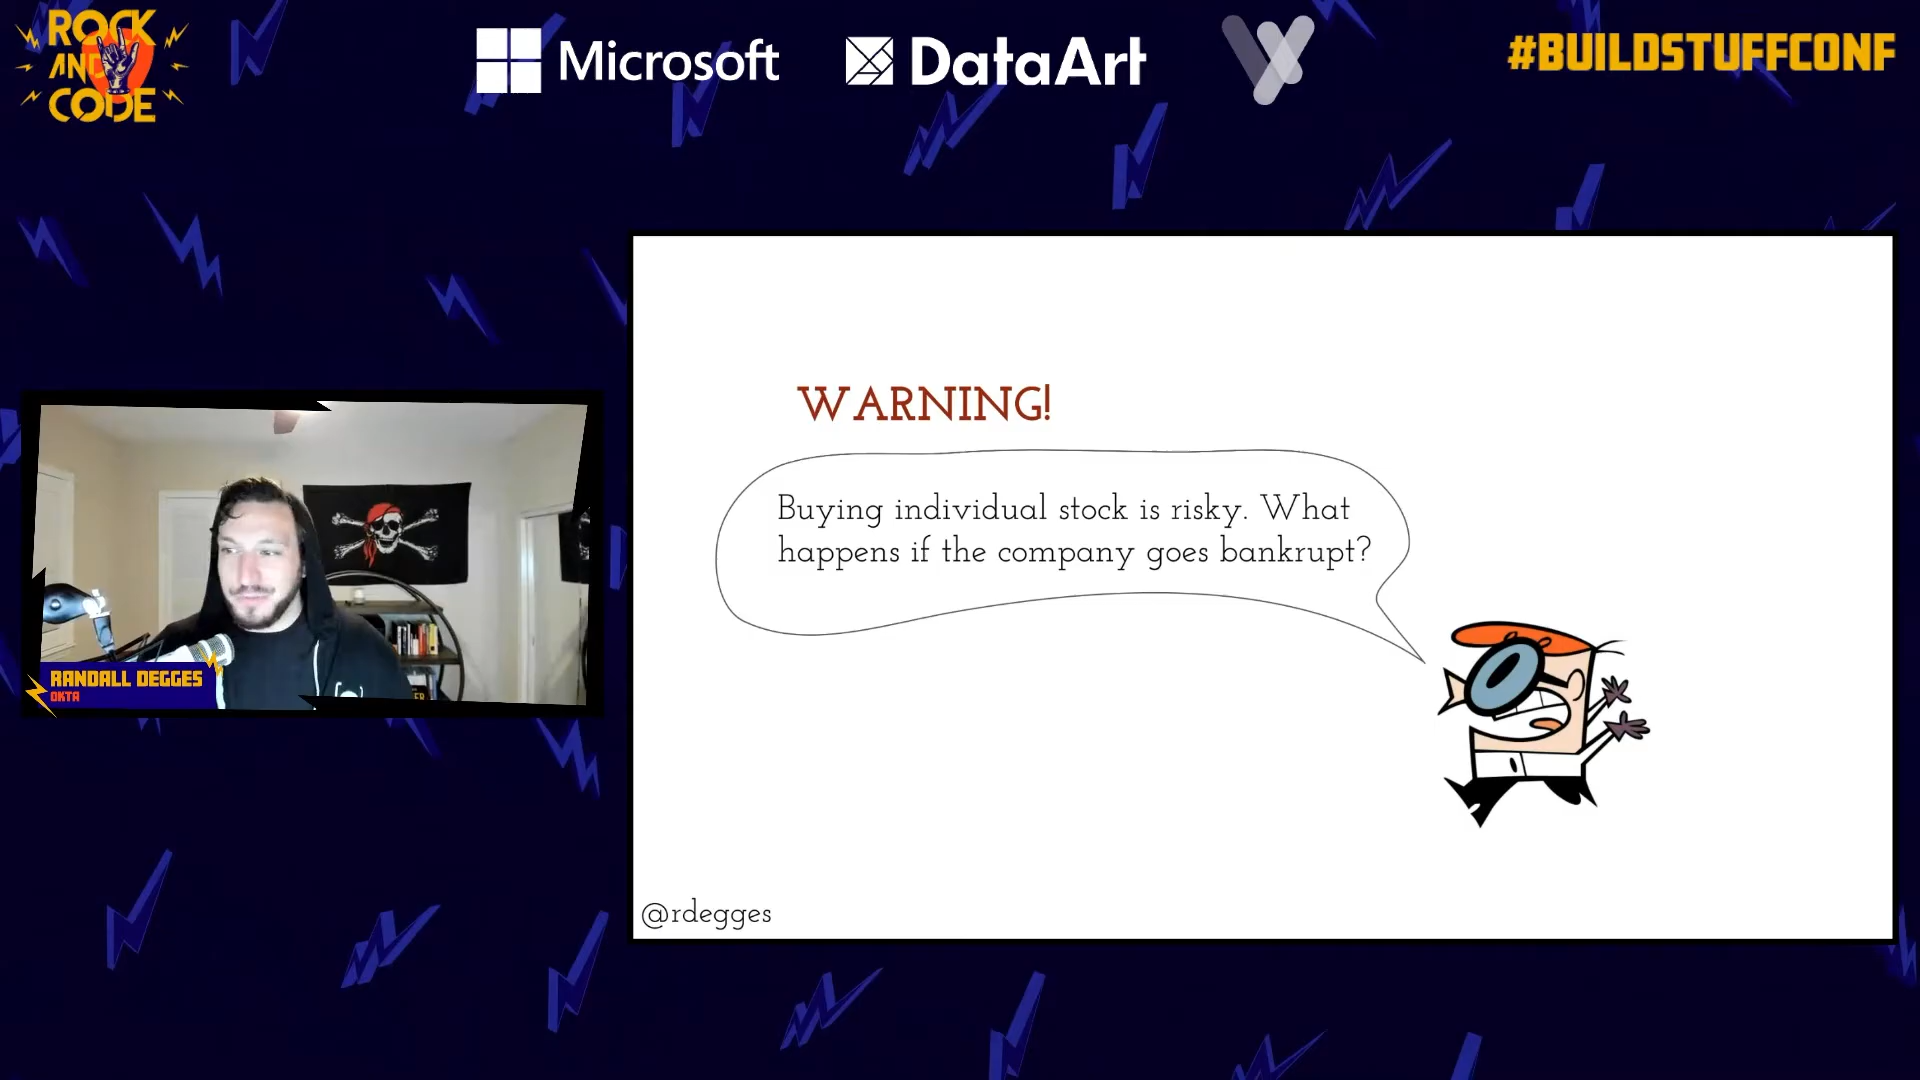 ROCK
AND
CODE
Microsoft
DataArt
#BUILDSTUFFCONF
WARNING!
Buying individual stock is risky. What
happens if the company goes bankrupt?
RANDALL DEGGES
OKTA
@rdegges